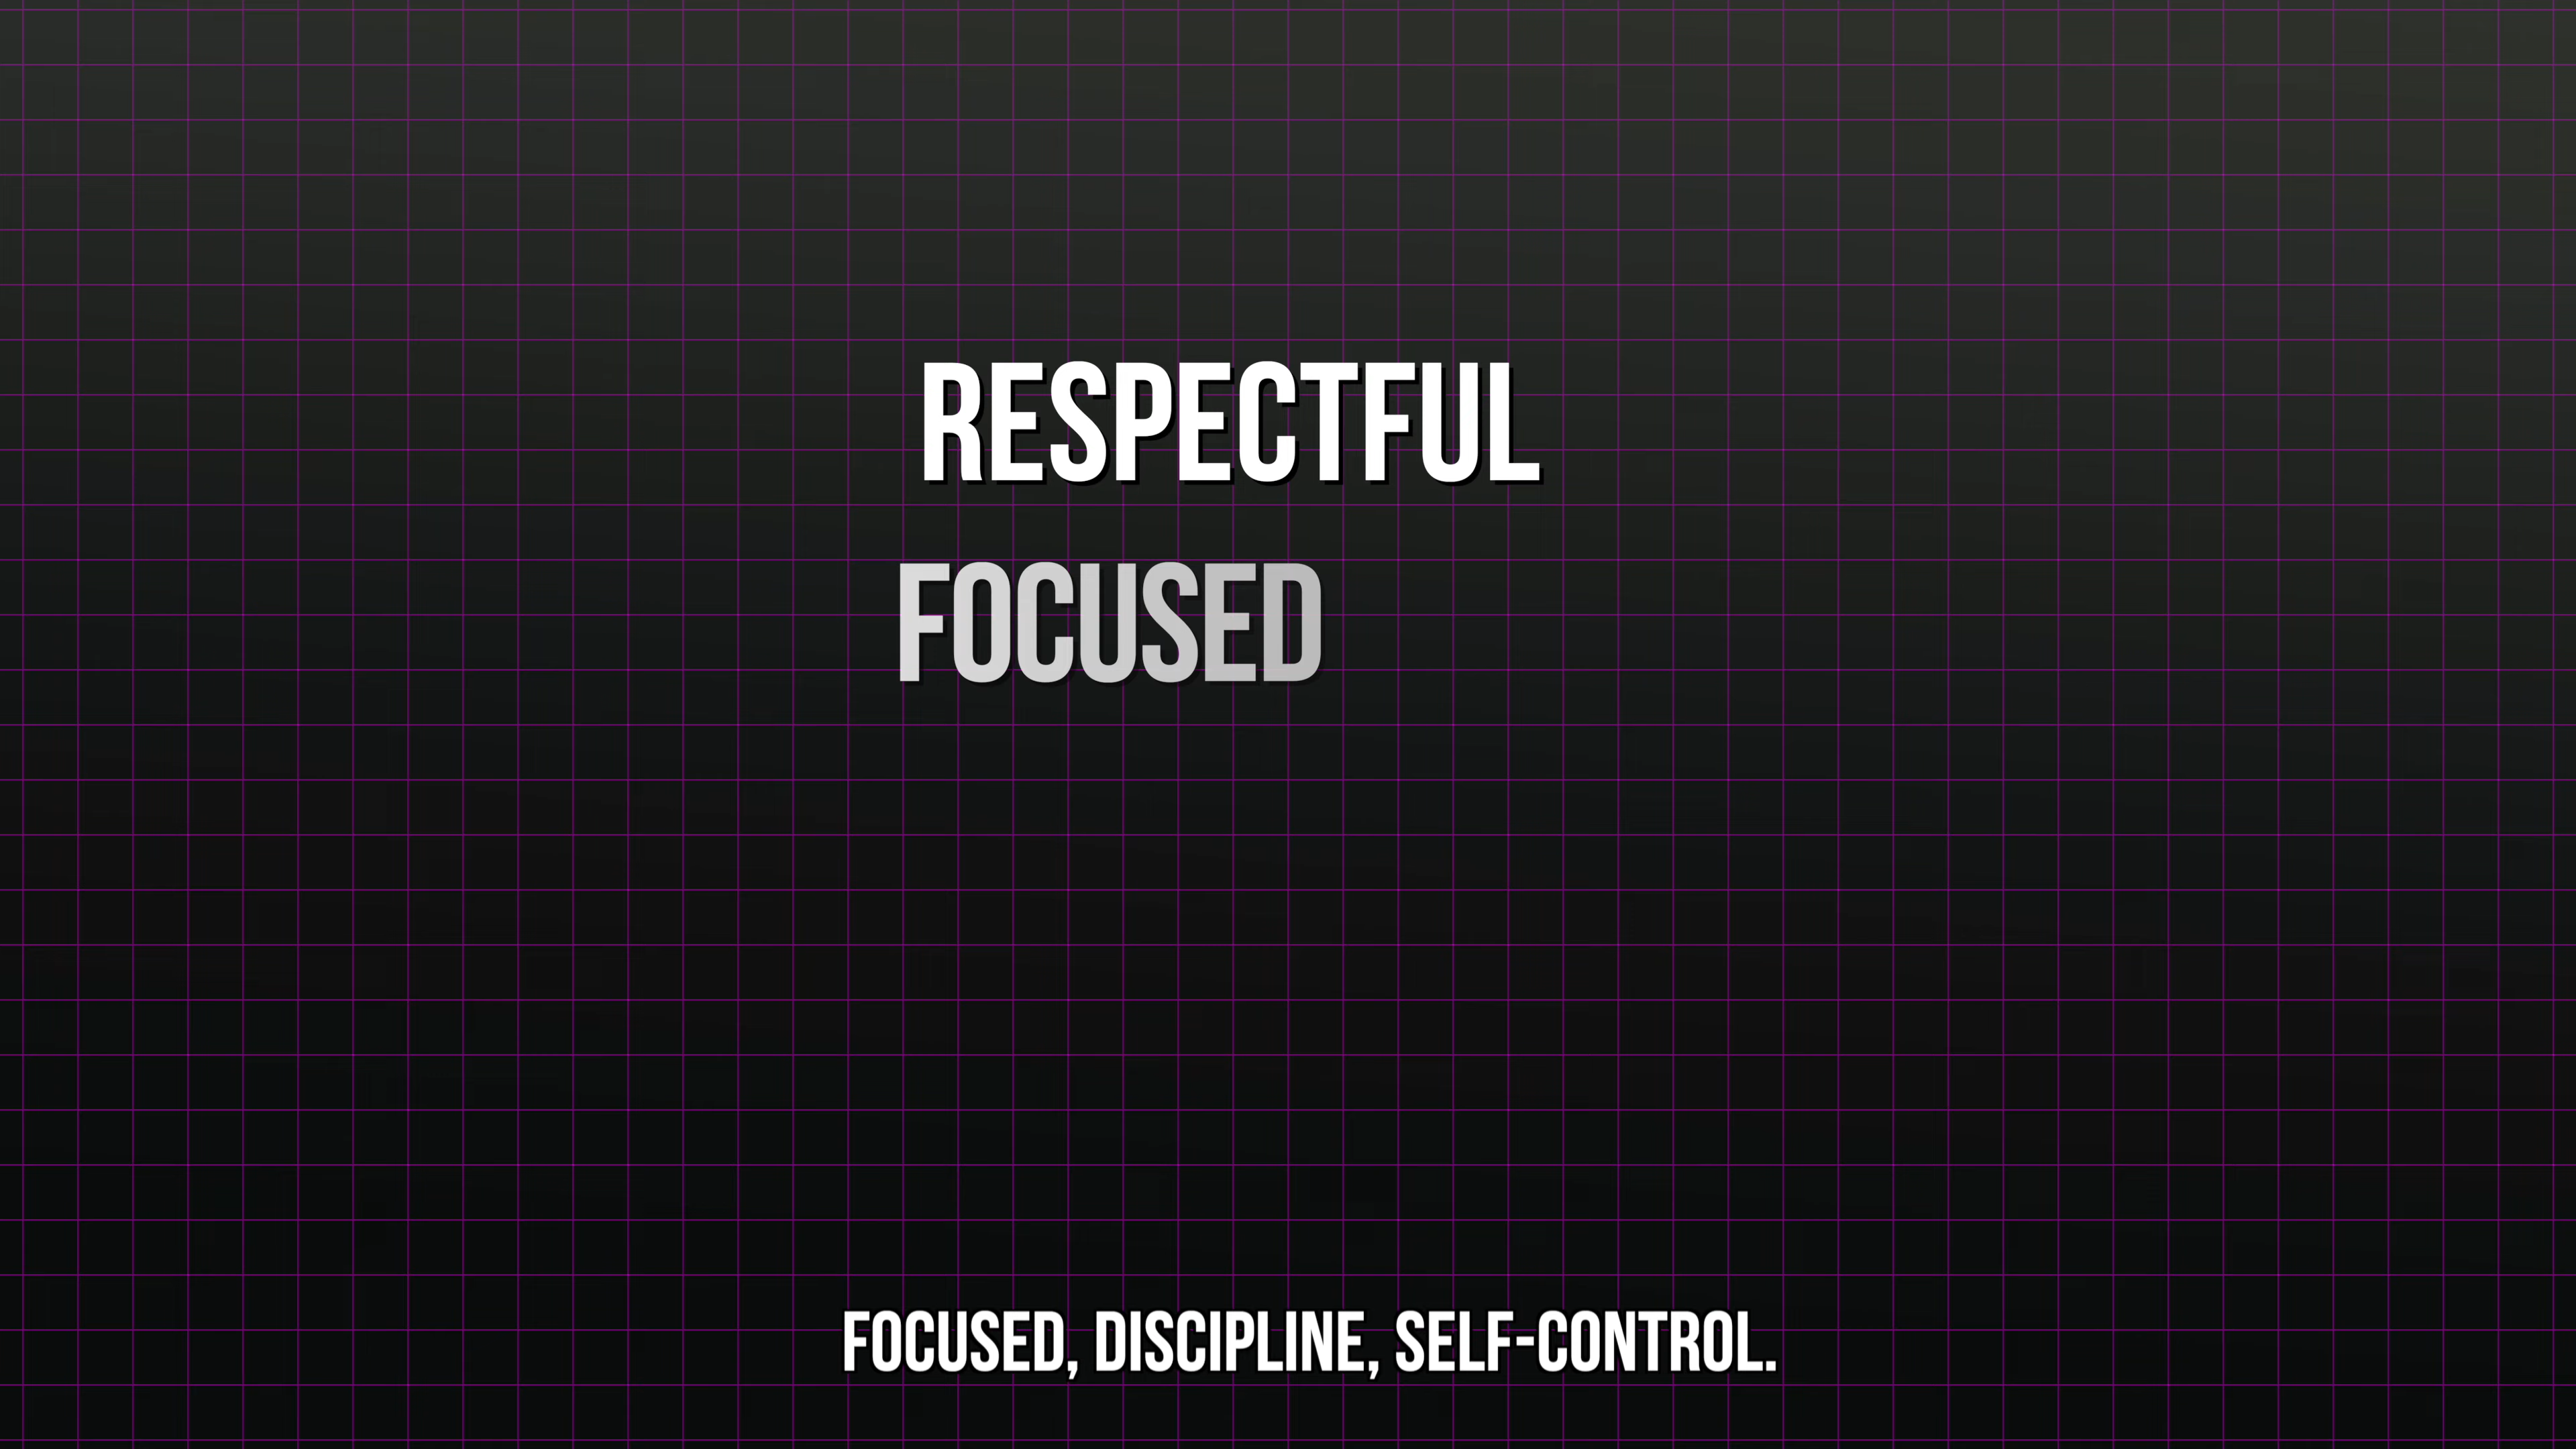 RESPECTFUL
FOCUSED
FOCUSED, DISCIPLINE, SELF-CONTROL.